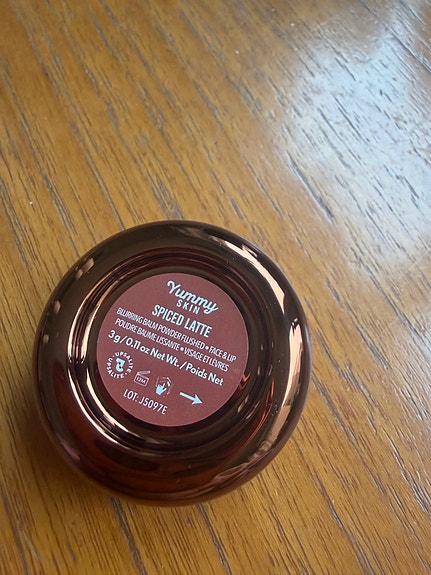 Yummy
SKIN
SPICED LATTE
BLURRING BALM POWDER FLUSHED • FACE & LIP
POUDRE BAUME LISSANTE • VISAGE ET LÈVRES
3g/0.11 oz Net Wt. / Poids Net
12M
LOT: J5097E